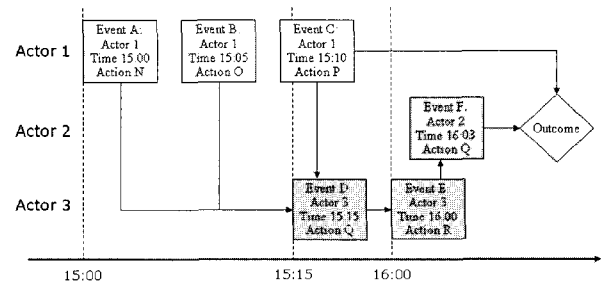 Actor 1
Event A:
Actor 1
Time 15:00
Action N
Event B:
Actor 1
Time 15:05
Action O
Event C:
Actor 1
Time 15:10
Action P
Actor 2
Event F:
Actor 2
Time 16:03
Action Q
Outcome
Actor 3
Event D
Actor 3
Time 15:15
Action Q
Event E:
Actor 3
Time 16:00
Action R
15:00
15:15
16:00